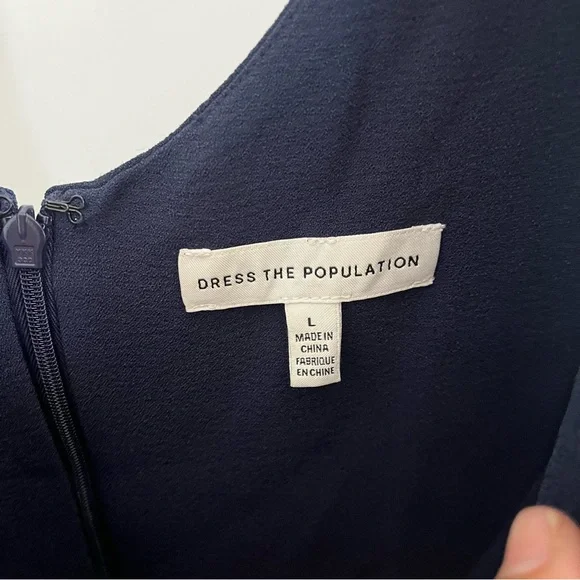 DRESS THE POPULATION
L
MADE IN
CHINA
FABRIQUE
EN CHINE